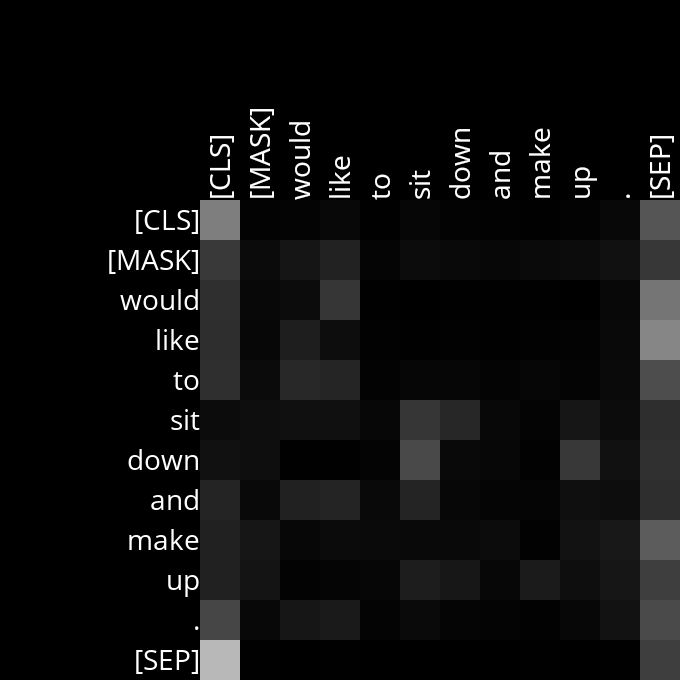 [CLS] [MASK] would like to sit down and make up . [SEP]
[CLS]
[MASK]
would
like
to
sit
down
and
make
up
.
[SEP]